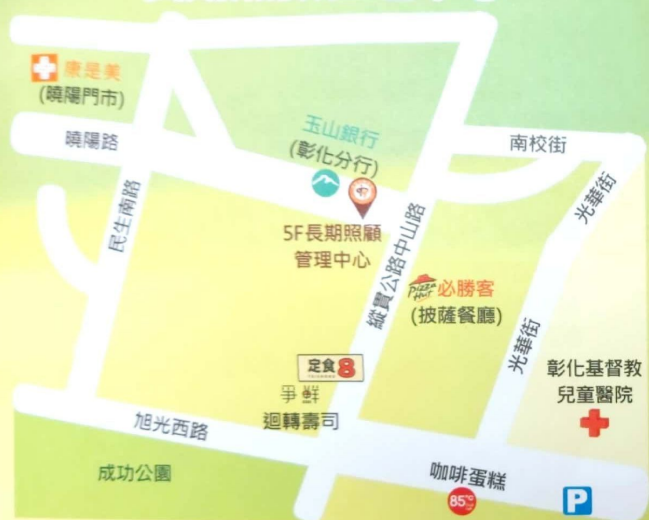 康是美
(曉陽門市)
曉陽路
玉山銀行
(彰化分行)
南校街
光華街
民生南路
5F長期照顧
管理中心
縱貫公路中山路
Pizza
Hut
必勝客
(披薩餐廳)
光華街
彰化基督教
兒童醫院
定食8
爭鮮
迴轉壽司
旭光西路
成功公園
咖啡蛋糕
85°C
P